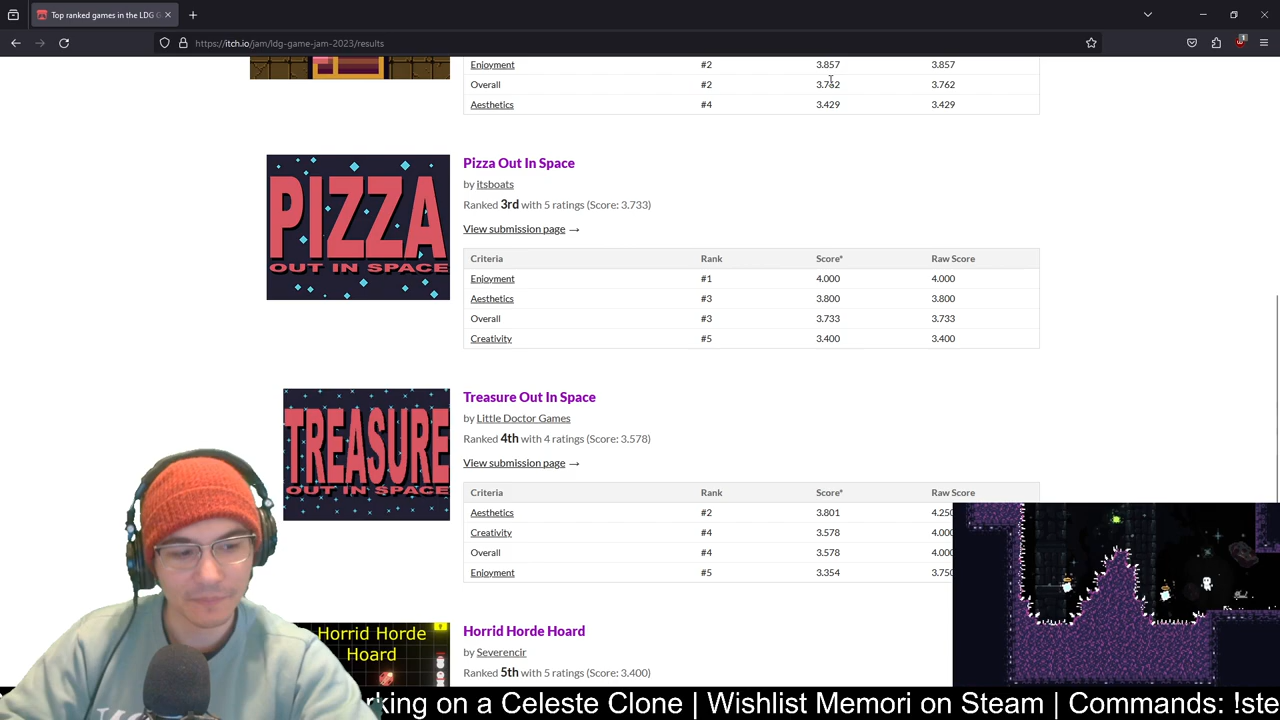 Top ranked games in the LDG G
https://itch.io/jam/ldg-game-jam-2023/results
1
Enjoyment #2 3.857 3.857
Overall #2 3.762 3.762
Aesthetics #4 3.429 3.429
PIZZA
OUT IN SPACE
Pizza Out In Space
by itsboats
Ranked 3rd with 5 ratings (Score: 3.733)
View submission page →
Criteria Rank Score* Raw Score
Enjoyment #1 4.000 4.000
Aesthetics #3 3.800 3.800
Overall #3 3.733 3.733
Creativity #5 3.400 3.400
TREASURE
OUT IN SPACE
Treasure Out In Space
by Little Doctor Games
Ranked 4th with 4 ratings (Score: 3.578)
View submission page →
Criteria Rank Score* Raw Score
Aesthetics #2 3.801 4.250
Creativity #4 3.578 4.000
Overall #4 3.578 4.000
Enjoyment #5 3.354 3.750
Horrid Horde
Hoard
Horrid Horde Hoard
by Severencir
Ranked 5th with 5 ratings (Score: 3.400)
rking on a Celeste Clone | Wishlist Memori on Steam | Commands: !ste